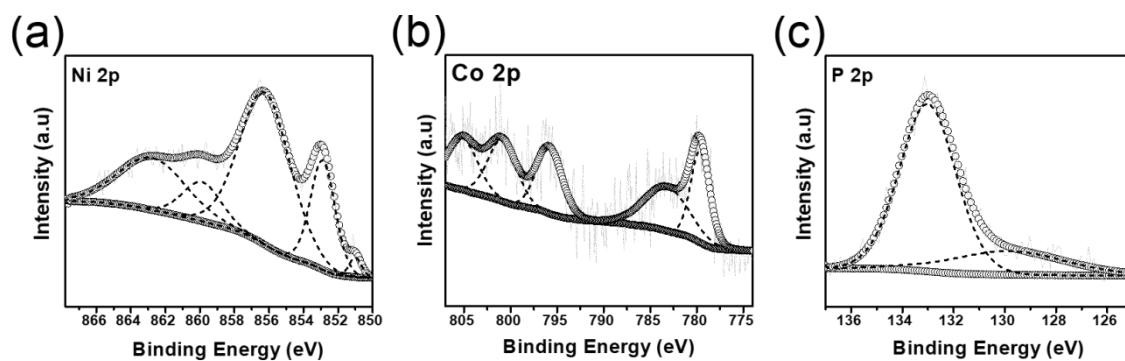 (a)
Ni 2p
Intensity (a.u)
866 864 862 860 858 856 854 852 850
Binding Energy (eV)
(b)
Co 2p
Intensity (a.u)
805 800 795 790 785 780 775
Binding Energy (eV)
(c)
P 2p
Intensity (a.u)
136 134 132 130 128 126
Binding Energy (eV)